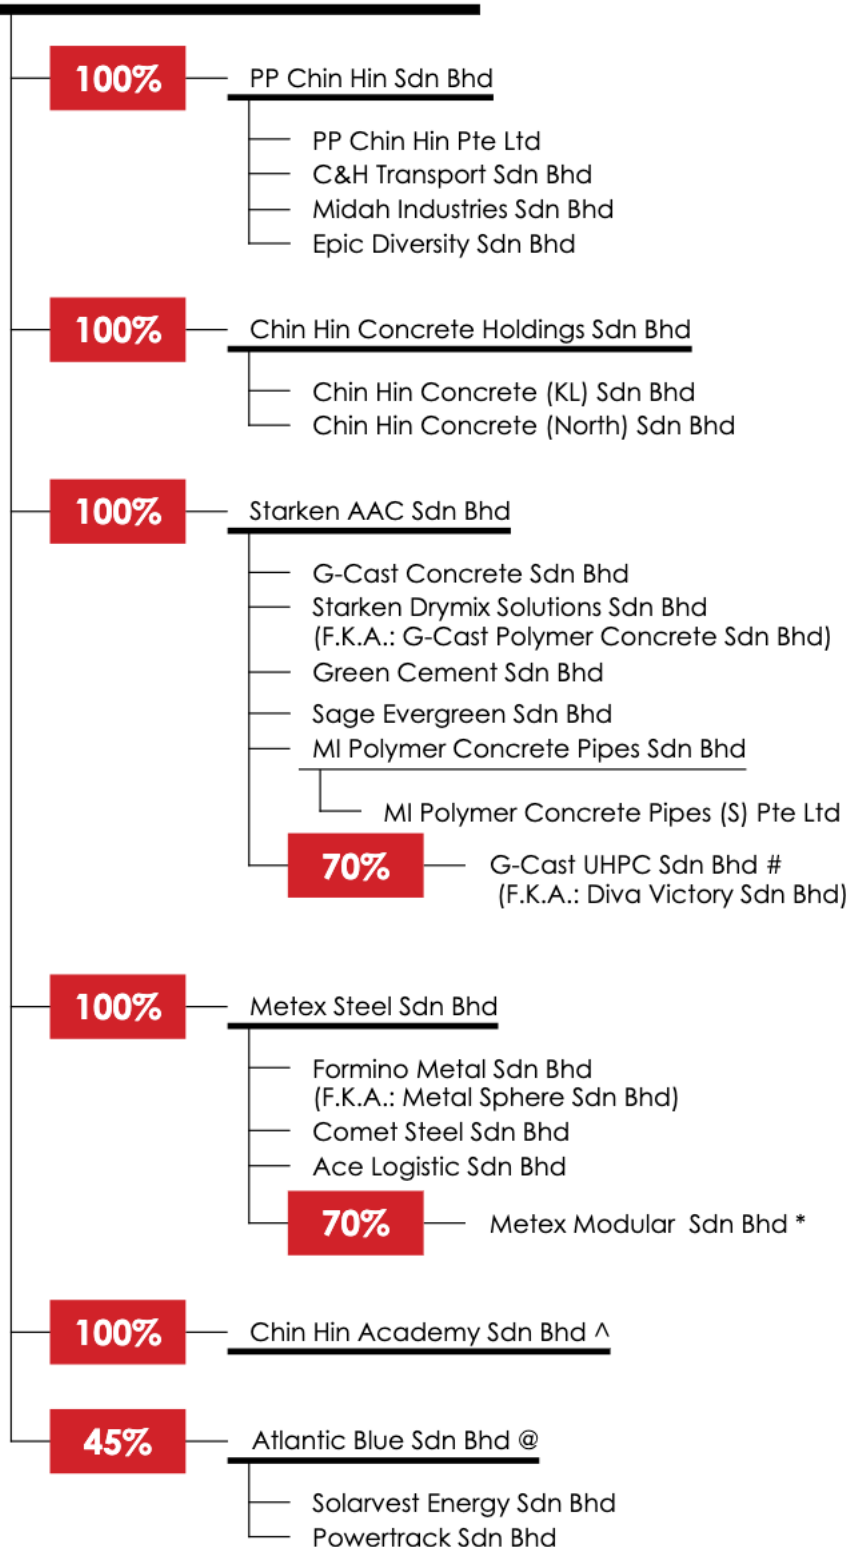 100%
PP Chin Hin Sdn Bhd
PP Chin Hin Pte Ltd
C&H Transport Sdn Bhd
Midah Industries Sdn Bhd
Epic Diversity Sdn Bhd
100%
Chin Hin Concrete Holdings Sdn Bhd
Chin Hin Concrete (KL) Sdn Bhd
Chin Hin Concrete (North) Sdn Bhd
100%
Starken AAC Sdn Bhd
G-Cast Concrete Sdn Bhd
Starken Drymix Solutions Sdn Bhd
(F.K.A.: G-Cast Polymer Concrete Sdn Bhd)
Green Cement Sdn Bhd
Sage Evergreen Sdn Bhd
MI Polymer Concrete Pipes Sdn Bhd
MI Polymer Concrete Pipes (S) Pte Ltd
70%
G-Cast UHPC Sdn Bhd #
(F.K.A.: Diva Victory Sdn Bhd)
100%
Metex Steel Sdn Bhd
Formino Metal Sdn Bhd
(F.K.A.: Metal Sphere Sdn Bhd)
Comet Steel Sdn Bhd
Ace Logistic Sdn Bhd
70%
Metex Modular Sdn Bhd *
100%
Chin Hin Academy Sdn Bhd ^
45%
Atlantic Blue Sdn Bhd @
Solarvest Energy Sdn Bhd
Powertrack Sdn Bhd